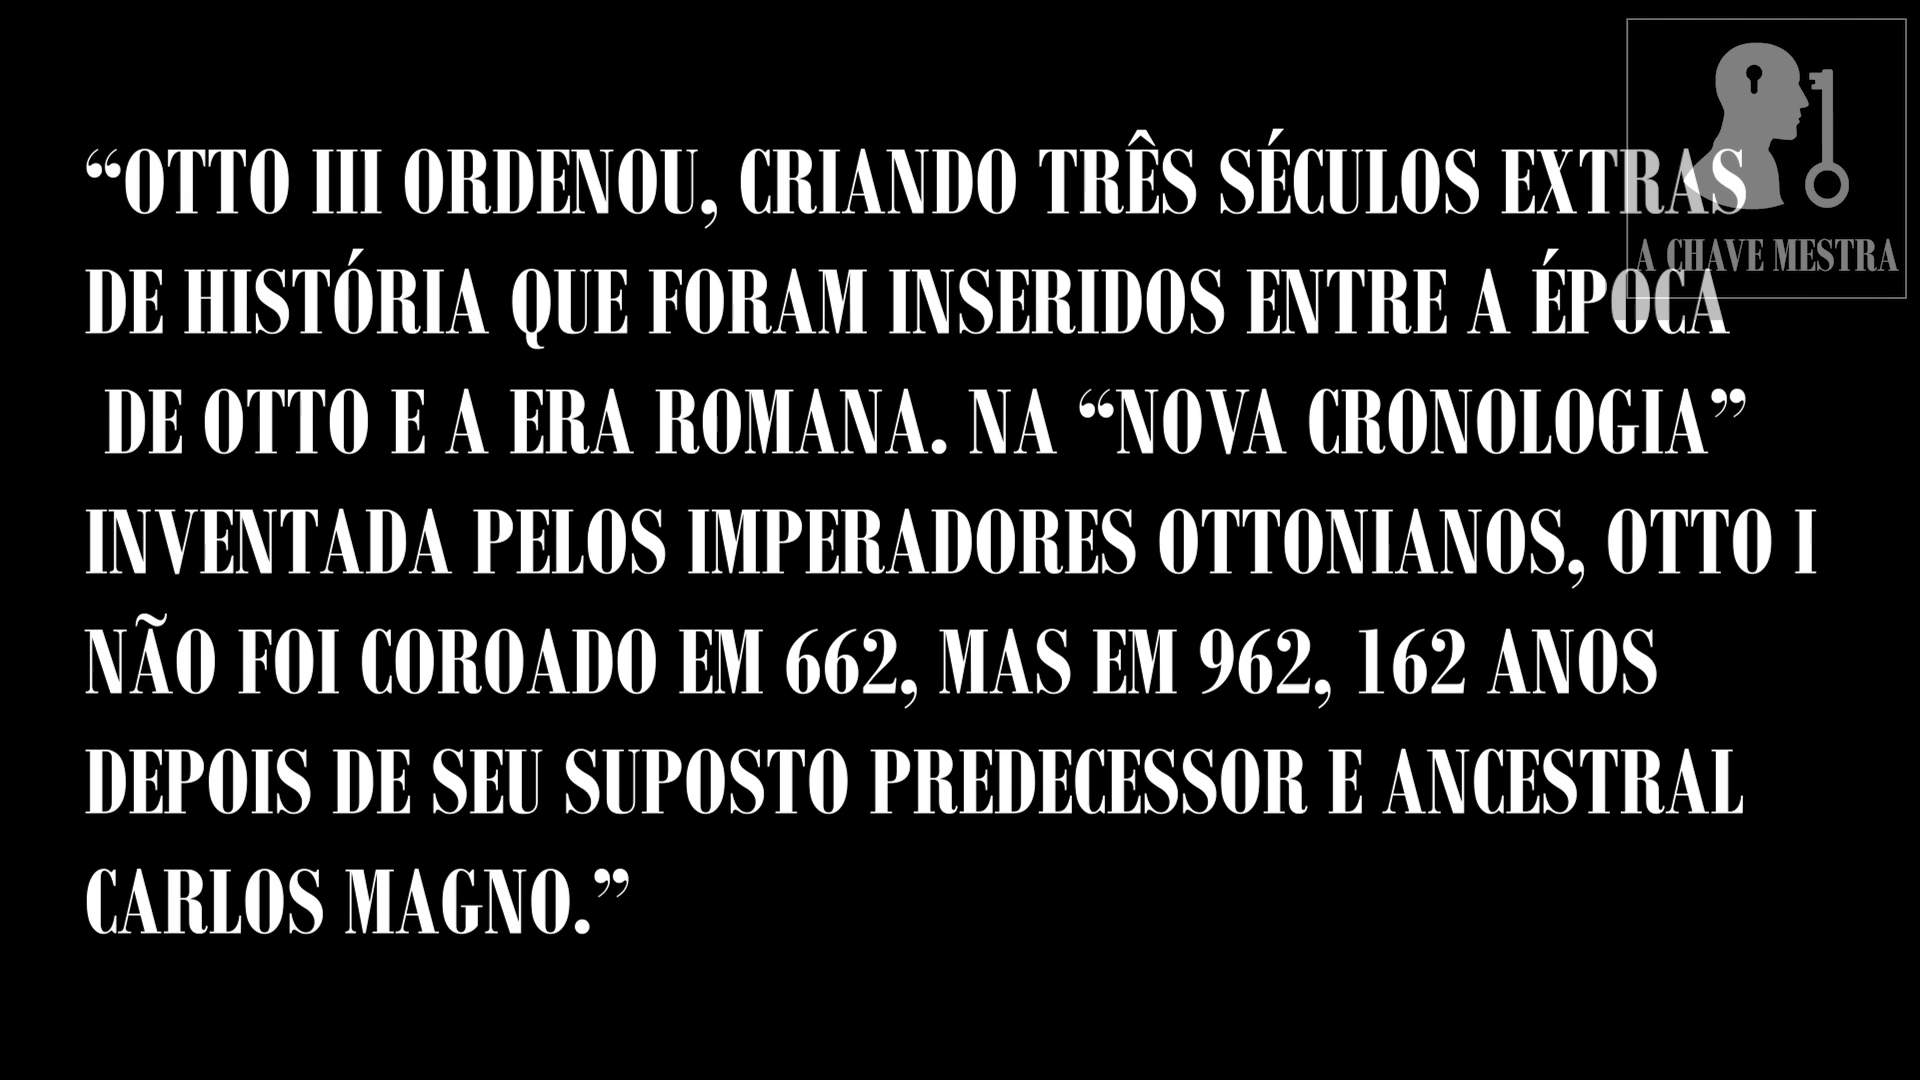 “OTTO III ORDENOU, CRIANDO TRÊS SÉCULOS EXTRAS
DE HISTÓRIA QUE FORAM INSERIDOS ENTRE A ÉPOCA
DE OTTO E A ERA ROMANA. NA “NOVA CRONOLOGIA”
INVENTADA PELOS IMPERADORES OTTONIANOS, OTTO I
NÃO FOI COROADO EM 662, MAS EM 962, 162 ANOS
DEPOIS DE SEU SUPOSTO PREDECESSOR E ANCESTRAL
CARLOS MAGNO.”
A CHAVE MESTRA